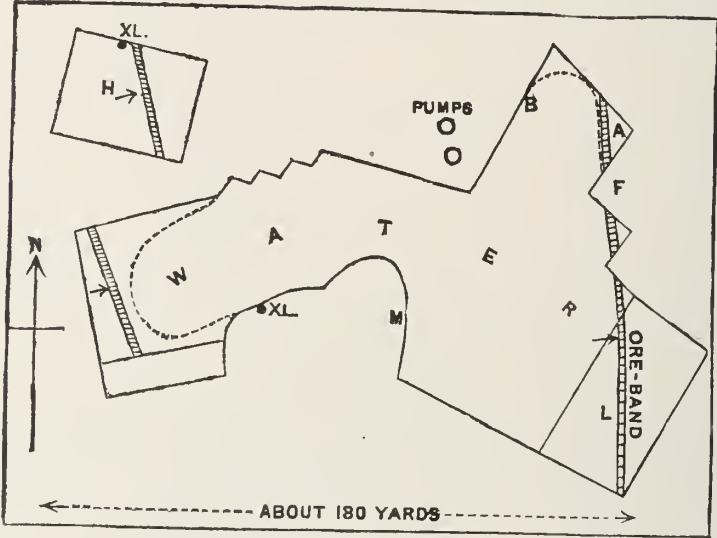 XL.
H
PUMPS
B
A
F
N
W A T E R
XL.
M
L
ORE-BAND
ABOUT 180 YARDS